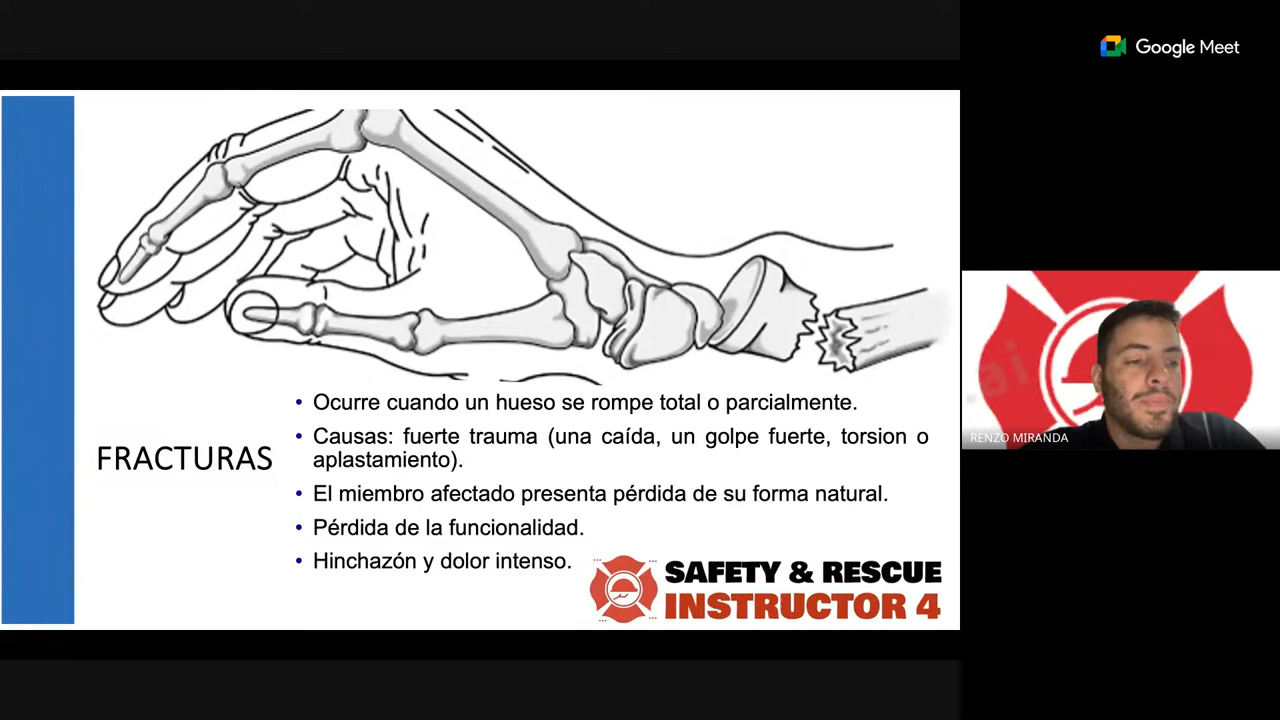 Google Meet
FRACTURAS
• Ocurre cuando un hueso se rompe total o parcialmente.
• Causas: fuerte trauma (una caída, un golpe fuerte, torsion o
aplastamiento).
• El miembro afectado presenta pérdida de su forma natural.
• Pérdida de la funcionalidad.
• Hinchazón y dolor intenso.
SAFETY & RESCUE
INSTRUCTOR 4
.ai
RENZO MIRANDA